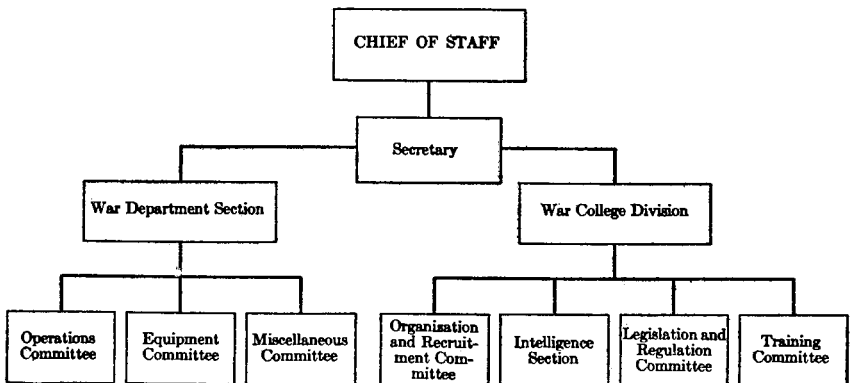 CHIEF OF STAFF
Secretary
War Department Section
War College Division
Operations
Committee
Equipment
Committee
Miscellaneous
Committee
Organisation
and Recruit-
ment Com-
mittee
Intelligence
Section
Legislation and
Regulation
Committee
Training
Committee